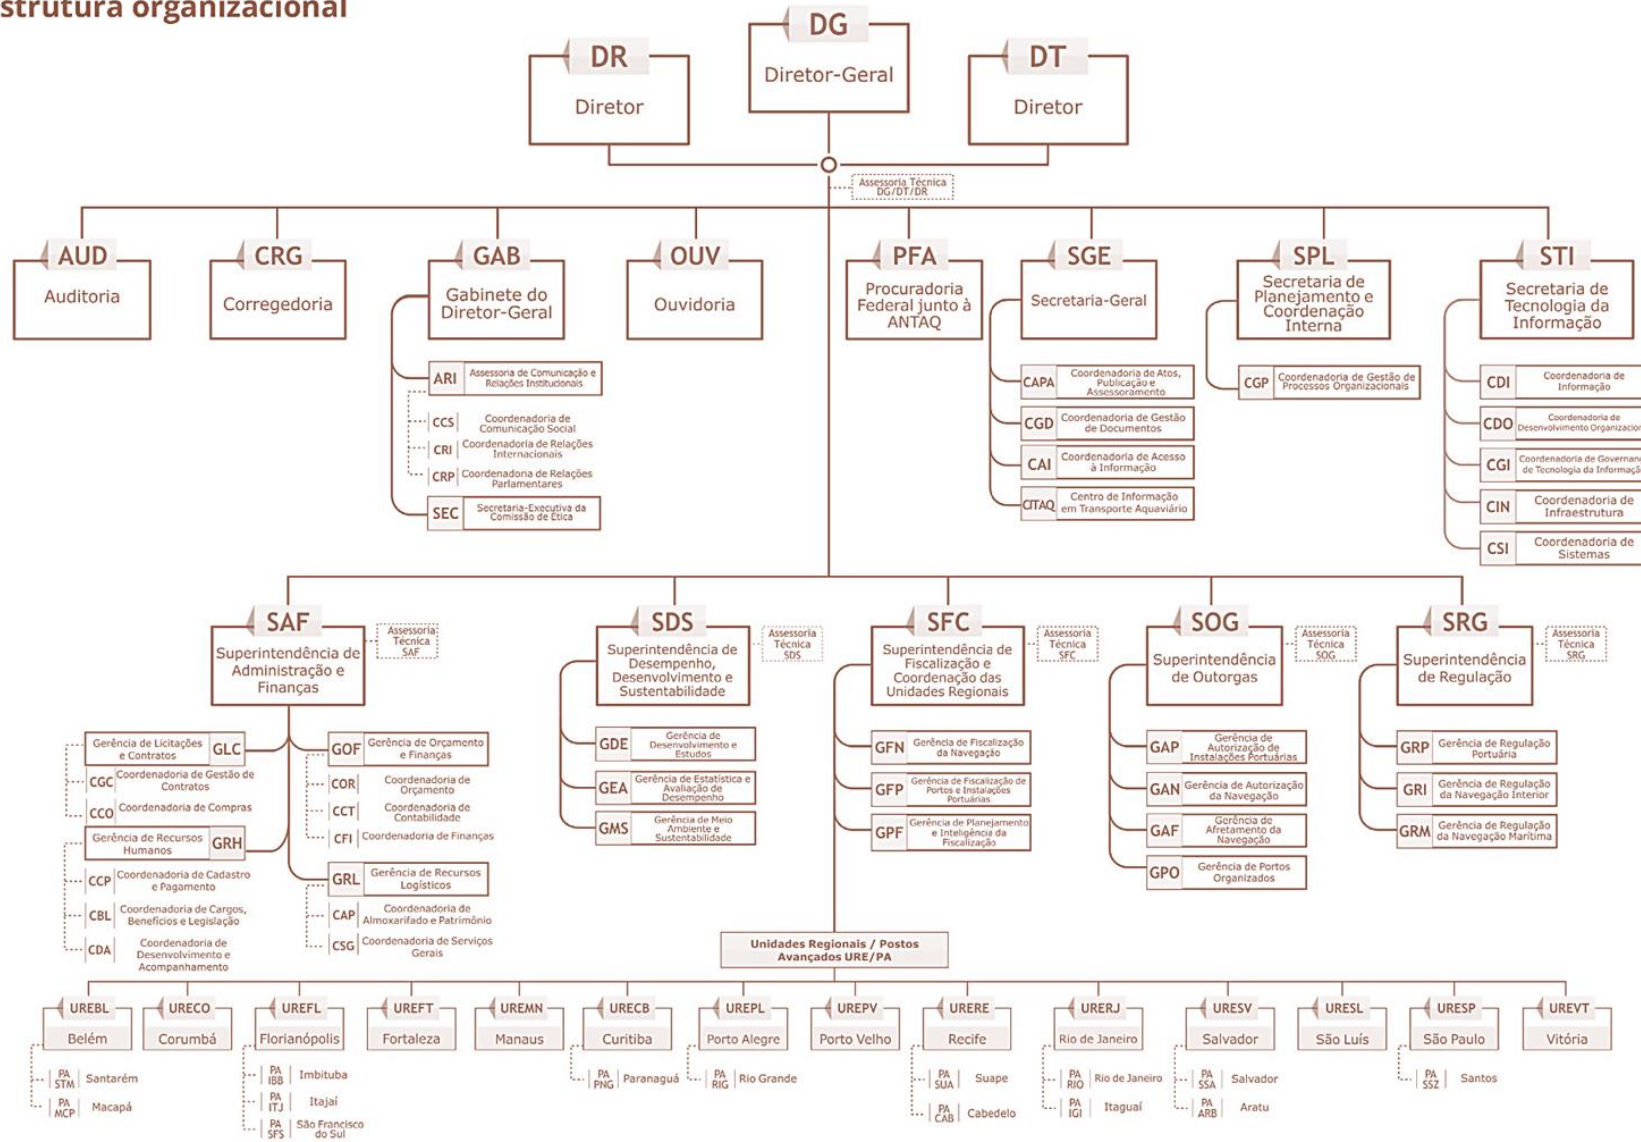 strutura organizacional
DG
Diretor-Geral
DR
Diretor
DT
Diretor
Assessoria Técnica
DG/DT/DR
AUD
Auditoria
CRG
Corregedoria
GAB
Gabinete do
Diretor-Geral
ARI
Assessoria de Comunicação e
Relações Institucionais
CCS
Coordenadoria de
Comunicação Social
CRI
Coordenadoria de Relações
Internacionais
CRP
Coordenadoria de Relações
Parlamentares
SEC
Secretaria-Executiva da
Comissão de Ética
OUV
Ouvidoria
PFA
Procuradoria
Federal junto à
ANTAQ
SGE
Secretaria-Geral
CAPA
Coordenadoria de Atos,
Publicação e
Assessoramento
CGD
Coordenadoria de Gestão
de Documentos
CAI
Coordenadoria de Acesso
à Informação
CITAQ
Centro de Informação
em Transporte Aquaviário
SPL
Secretaria de
Planejamento e
Coordenação
Interna
CGP
Coordenadoria de Gestão de
Processos Organizacionais
STI
Secretaria de
Tecnologia da
Informação
CDI
Coordenadoria de
Informação
CDO
Coordenadoria de
Desenvolvimento Organizacion
CGI
Coordenadoria de Governanç
de Tecnologia da Informaçã
CIN
Coordenadoria de
Infraestrutura
CSI
Coordenadoria de
Sistemas
SAF
Superintendência de
Administração e
Finanças
Assessoria
Técnica
SAF
Gerência de Licitações
e Contratos
GLC
CGC
Coordenadoria de Gestão de
Contratos
CCO
Coordenadoria de Compras
Gerência de Recursos
Humanos
GRH
CCP
Coordenadoria de Cadastro
e Pagamento
CBL
Coordenadoria de Cargos,
Benefícios e Legislação
CDA
Coordenadoria de
Desenvolvimento e
Acompanhamento
GOF
Gerência de Orçamento
e Finanças
COR
Coordenadoria de
Orçamento
CCT
Coordenadoria de
Contabilidade
CFI
Coordenadoria de Finanças
GRL
Gerência de Recursos
Logísticos
CAP
Coordenadoria de
Almoxarifado e Patrimônio
CSG
Coordenadoria de Serviços
Gerais
SDS
Superintendência de
Desempenho,
Desenvolvimento e
Sustentabilidade
Assessoria
Técnica
SDS
GDE
Gerência de
Desenvolvimento e
Estudos
GEA
Gerência de Estatística e
Avaliação de
Desempenho
GMS
Gerência de Meio
Ambiente e
Sustentabilidade
SFC
Superintendência de
Fiscalização e
Coordenação das
Unidades Regionais
Assessoria
Técnica
SFC
GFN
Gerência de Fiscalização
da Navegação
GFP
Gerência de Fiscalização de
Portos e Instalações
Portuárias
GPF
Gerência de Planejamento
e Inteligência da
Fiscalização
SOG
Superintendência
de Outorgas
Assessoria
Técnica
SOG
GAP
Gerência de
Autorização de
Instalações Portuárias
GAN
Gerência de Autorização
da Navegação
GAF
Gerência de
Afretamento da
Navegação
GPO
Gerência de Portos
Organizados
SRG
Superintendência
de Regulação
Assessoria
Técnica
SRG
GRP
Gerência de Regulação
Portuária
GRI
Gerência de Regulação
da Navegação Interior
GRM
Gerência de Regulação
da Navegação Marítima
Unidades Regionais / Postos
Avançados URE/PA
UREBL
Belém
PA
STM
Santarém
PA
MCP
Macapá
URECO
Corumbá
UREFL
Florianópolis
PA
IBB
Imbituba
PA
ITJ
Itajaí
PA
SFS
São Francisco
do Sul
UREFT
Fortaleza
UREMN
Manaus
URECB
Curitiba
PA
PNG
Paranaguá
UREPL
Porto Alegre
PA
RIG
Rio Grande
UREPV
Porto Velho
URERE
Recife
PA
SUA
Suape
PA
CAB
Cabedelo
URERJ
Rio de Janeiro
PA
RIO
Rio de Janeiro
PA
IGI
Itaguaí
URESV
Salvador
PA
SSA
Salvador
PA
ARB
Aratu
URESL
São Luís
URESP
São Paulo
PA
SSZ
Santos
UREVT
Vitória